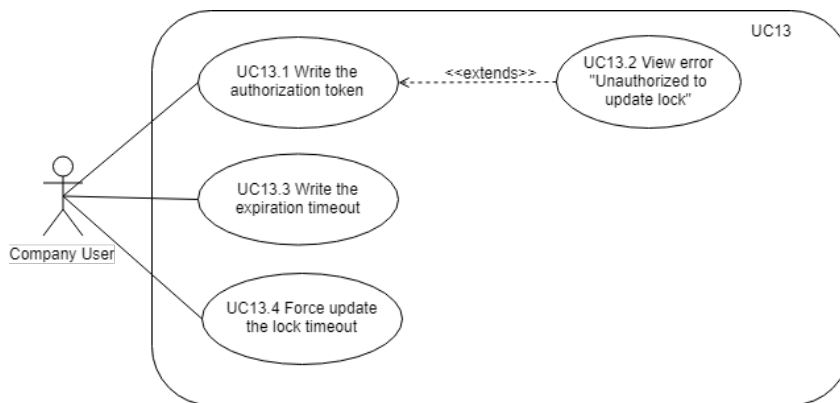 UC13
UC13.1 Write the
authorization token
<<extends>>
UC13.2 View error
"Unauthorized to
update lock"
UC13.3 Write the
expiration timeout
Company User
UC13.4 Force update
the lock timeout